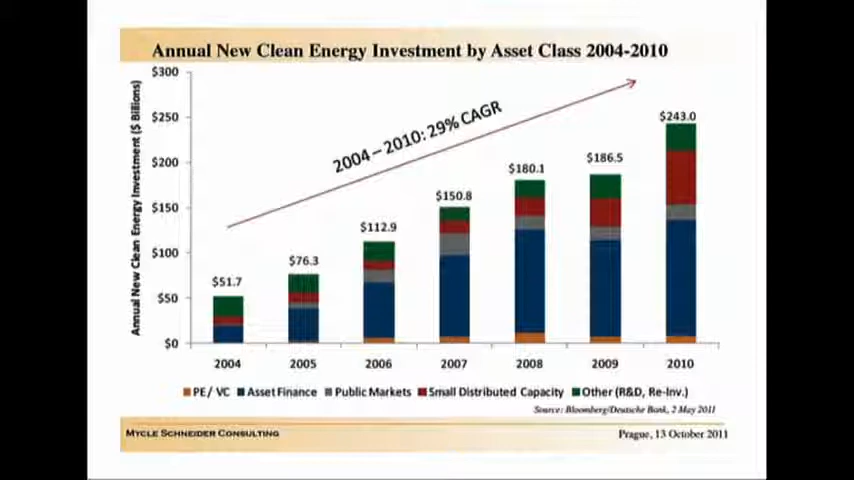 Annual New Clean Energy Investment by Asset Class 2004-2010
Annual New Clean Energy Investment ($ Billions)
$300
$250
$200
$150
$100
$50
$0
2004 – 2010: 29% CAGR
$51.7
$76.3
$112.9
$150.8
$180.1
$186.5
$243.0
2004 2005 2006 2007 2008 2009 2010
PE/ VC Asset Finance Public Markets Small Distributed Capacity Other (R&D, Re-Inv.)
Source: Bloomberg/Deutsche Bank, 2 May 2011
MYCLE SCHNEIDER CONSULTING Prague, 13 October 2011